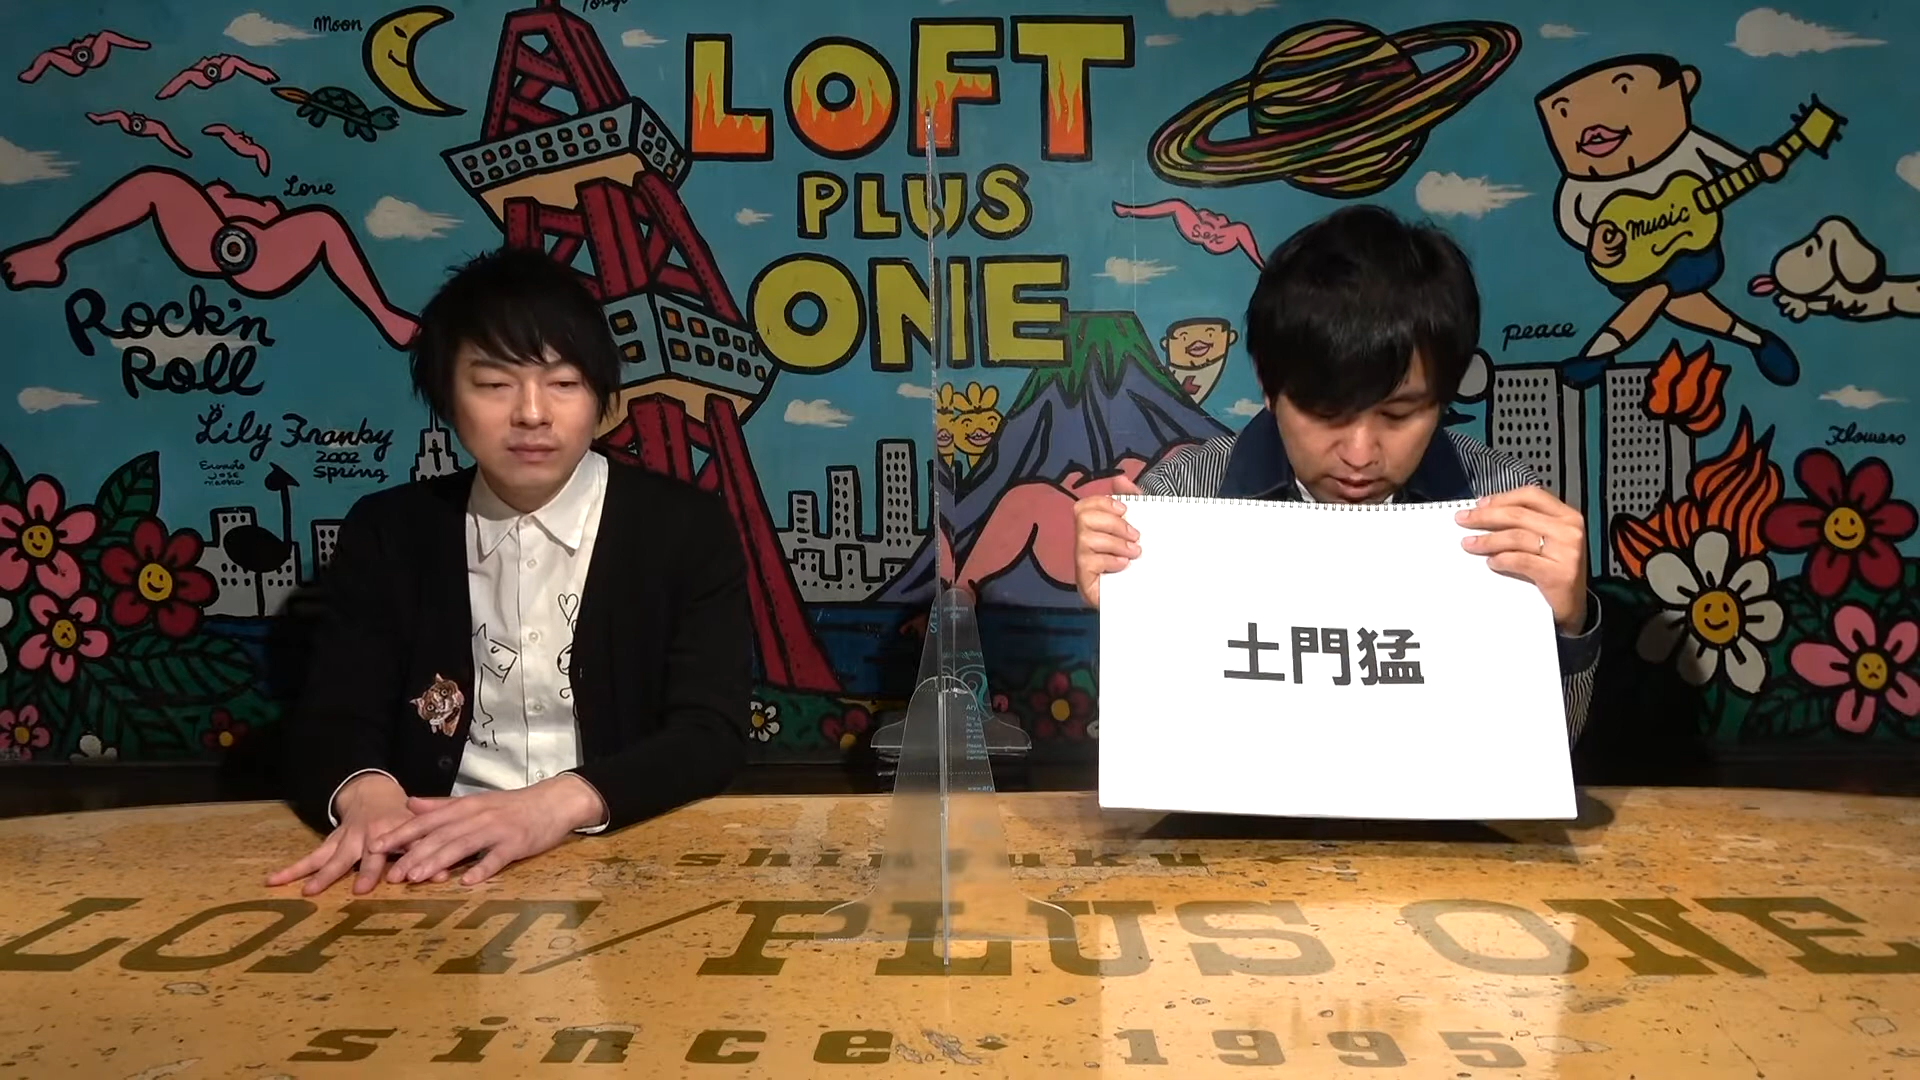 Moon
LOFT
PLUS
ONE
Love
Rock'n
Roll
Lily Franky
2002
Spring
Sex
music
peace
Flowers
土門猛
shinjuku
LOFT/PLUS ONE
since・1995